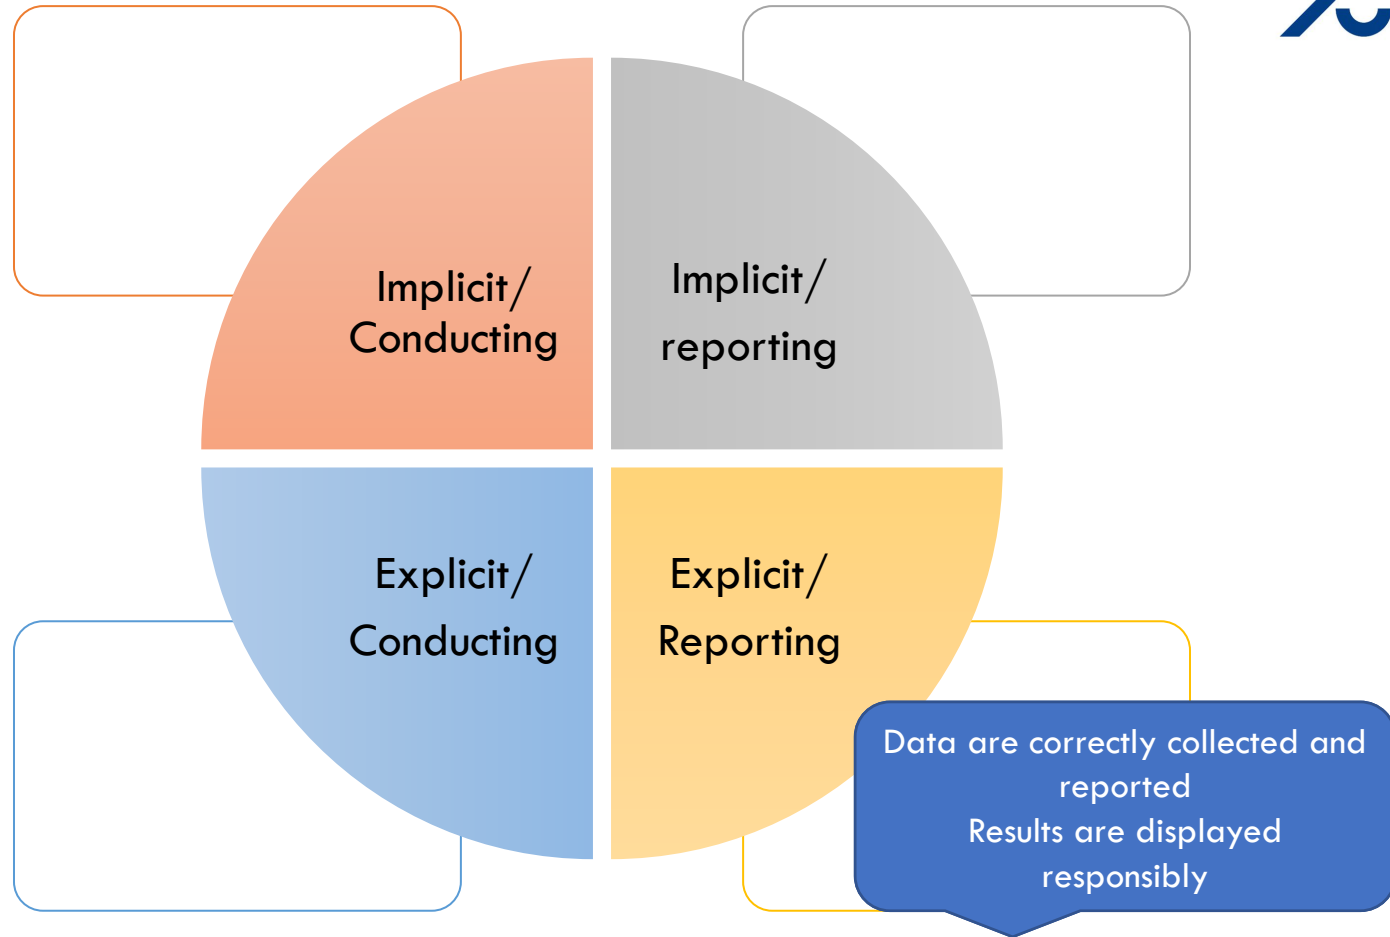 Implicit/
Conducting
Implicit/
reporting
Explicit/
Conducting
Explicit/
Reporting
Data are correctly collected and
reported
Results are displayed
responsibly